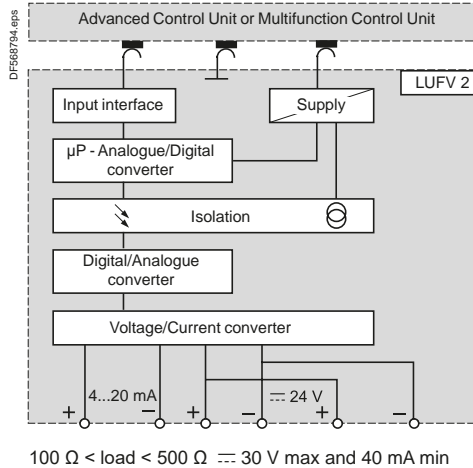 Advanced Control Unit or Multifunction Control Unit
DF568794.eps
LUFV 2
Input interface
Supply
µP - Analogue/Digital
converter
Isolation
Digital/Analogue
converter
Voltage/Current converter
4...20 mA
⎓ 24 V
+ – + – + –
100 Ω < load < 500 Ω ⎓ 30 V max and 40 mA min